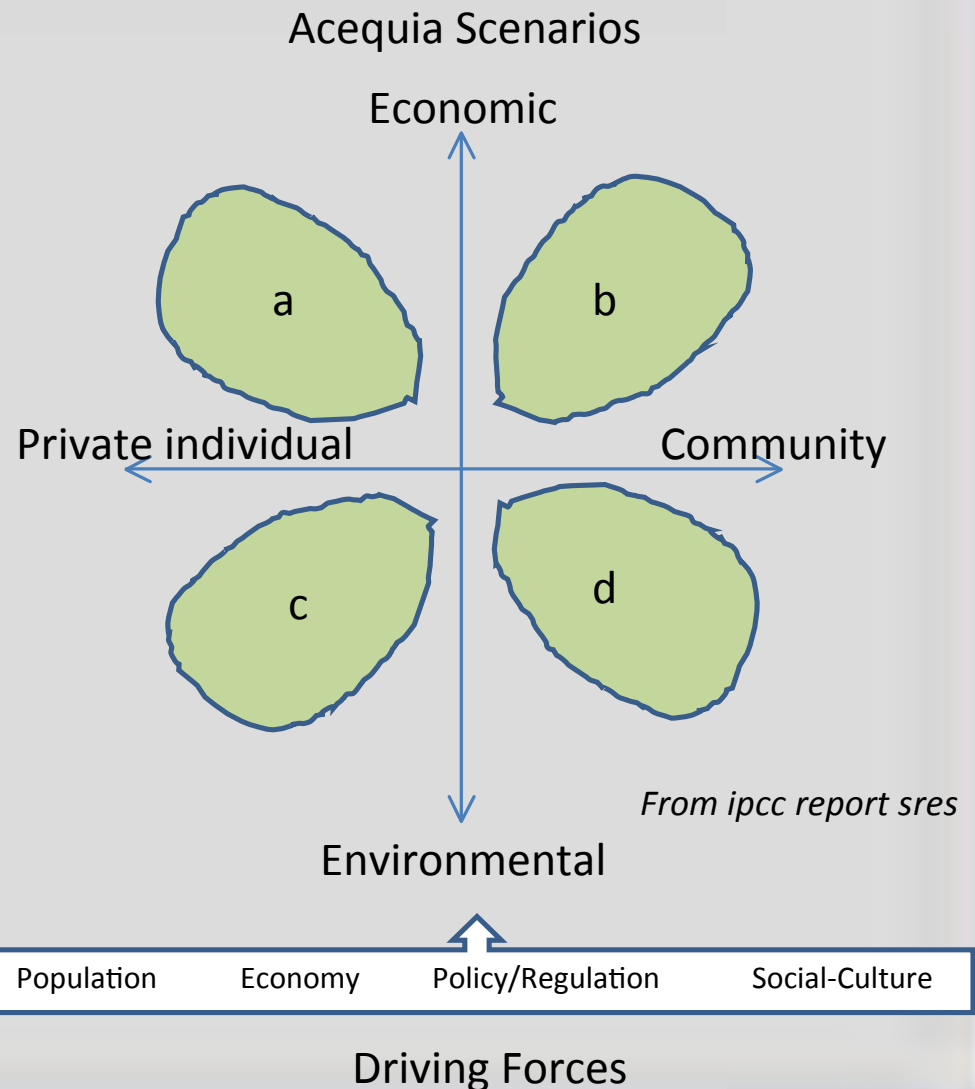 Acequia Scenarios
Economic
a
b
Private individual
Community
c
d
From ipcc report sres
Environmental
Population Economy Policy/Regulation Social-Culture
Driving Forces